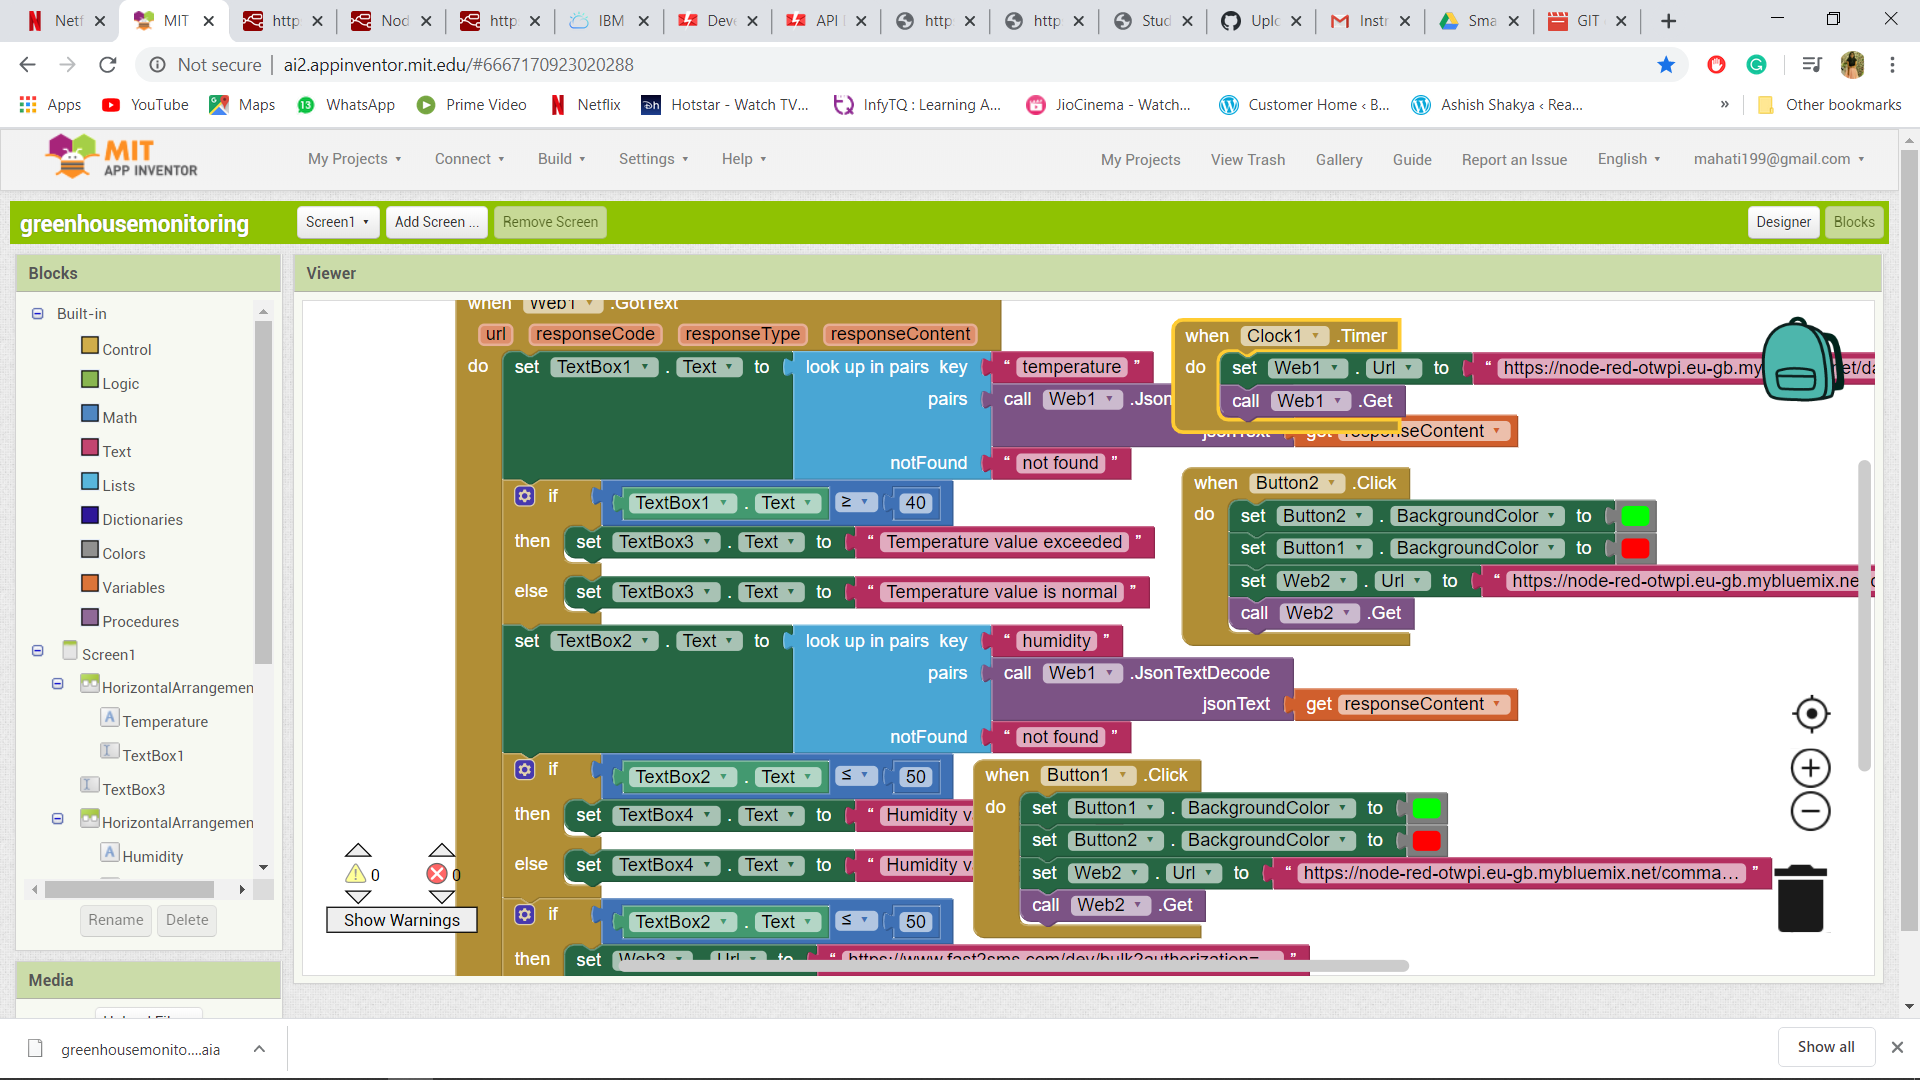 Netf
MIT
http
Nod
http
IBM
Deve
API
http
http
Stud
Uplo
Instr
Sma
GIT
Not secure | ai2.appinventor.mit.edu/#6667170923020288
Apps
YouTube
Maps
WhatsApp
Prime Video
Netflix
Hotstar - Watch TV...
InfyTQ : Learning A...
JioCinema - Watch...
Customer Home ‹ B...
Ashish Shakya ‹ Rea...
»
Other bookmarks
MIT
APP INVENTOR
My Projects
Connect
Build
Settings
Help
My Projects
View Trash
Gallery
Guide
Report an Issue
English
mahati199@gmail.com
greenhousemonitoring
Screen1
Add Screen ...
Remove Screen
Designer
Blocks
Blocks
Built-in
Control
Logic
Math
Text
Lists
Dictionaries
Colors
Variables
Procedures
Screen1
HorizontalArrangemen
Temperature
TextBox1
TextBox3
HorizontalArrangemen
Humidity
Rename
Delete
Media
Viewer
when Web1 .GotText
url responseCode responseType responseContent
do set TextBox1 . Text to look up in pairs key " temperature "
pairs call Web1 .Json
jsonText get responseContent
notFound " not found "
if TextBox1 . Text ≥ 40
then set TextBox3 . Text to " Temperature value exceeded "
else set TextBox3 . Text to " Temperature value is normal "
set TextBox2 . Text to look up in pairs key " humidity "
pairs call Web1 .JsonTextDecode
jsonText get responseContent
notFound " not found "
if TextBox2 . Text ≤ 50
then set TextBox4 . Text to " Humidity v
else set TextBox4 . Text to " Humidity v
if TextBox2 . Text ≤ 50
then set Web3 . Url to " https://www.fast2sms.com/dev/bulk?authorization=... "
when Clock1 .Timer
do set Web1 . Url to " https://node-red-otwpi.eu-gb.my net/da
call Web1 .Get
when Button2 .Click
do set Button2 . BackgroundColor to
set Button1 . BackgroundColor to
set Web2 . Url to " https://node-red-otwpi.eu-gb.mybluemix.ne
call Web2 .Get
when Button1 .Click
do set Button1 . BackgroundColor to
set Button2 . BackgroundColor to
set Web2 . Url to " https://node-red-otwpi.eu-gb.mybluemix.net/comma... "
call Web2 .Get
0
0
Show Warnings
greenhousemonito....aia
Show all